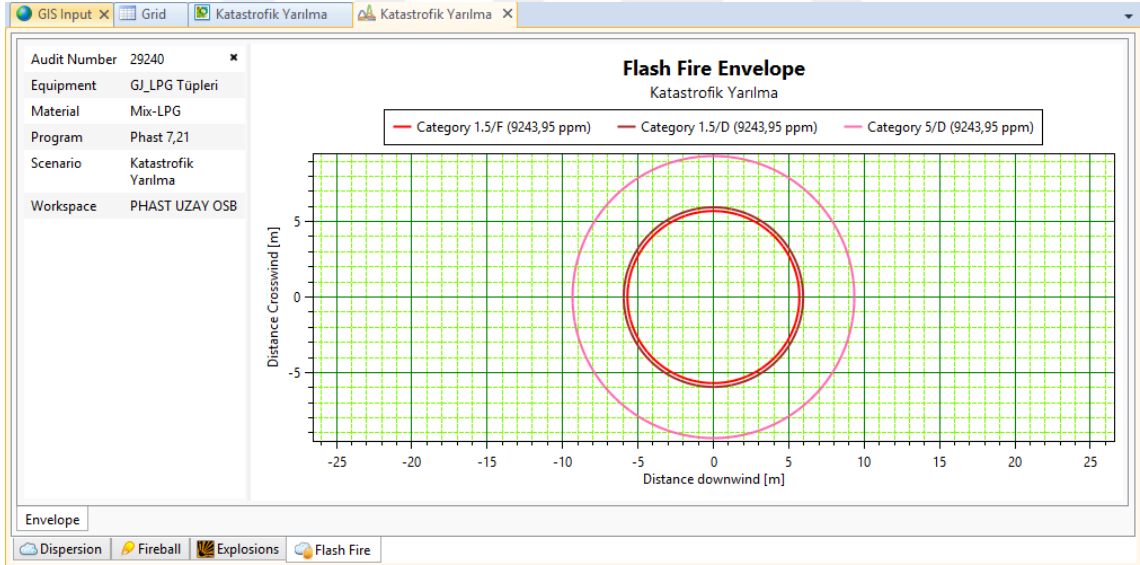 GIS Input Grid Katastrofik Yarılma Katastrofik Yarılma
Audit Number 29240
Equipment GJ_LPG Tüpleri
Material Mix-LPG
Program Phast 7,21
Scenario Katastrofik
Yarılma
Workspace PHAST UZAY OSB
Flash Fire Envelope
Katastrofik Yarılma
Category 1.5/F (9243,95 ppm) Category 1.5/D (9243,95 ppm) Category 5/D (9243,95 ppm)
Distance Crosswind [m]
5
0
-5
-25 -20 -15 -10 -5 0 5 10 15 20 25
Distance downwind [m]
Envelope
Dispersion Fireball Explosions Flash Fire